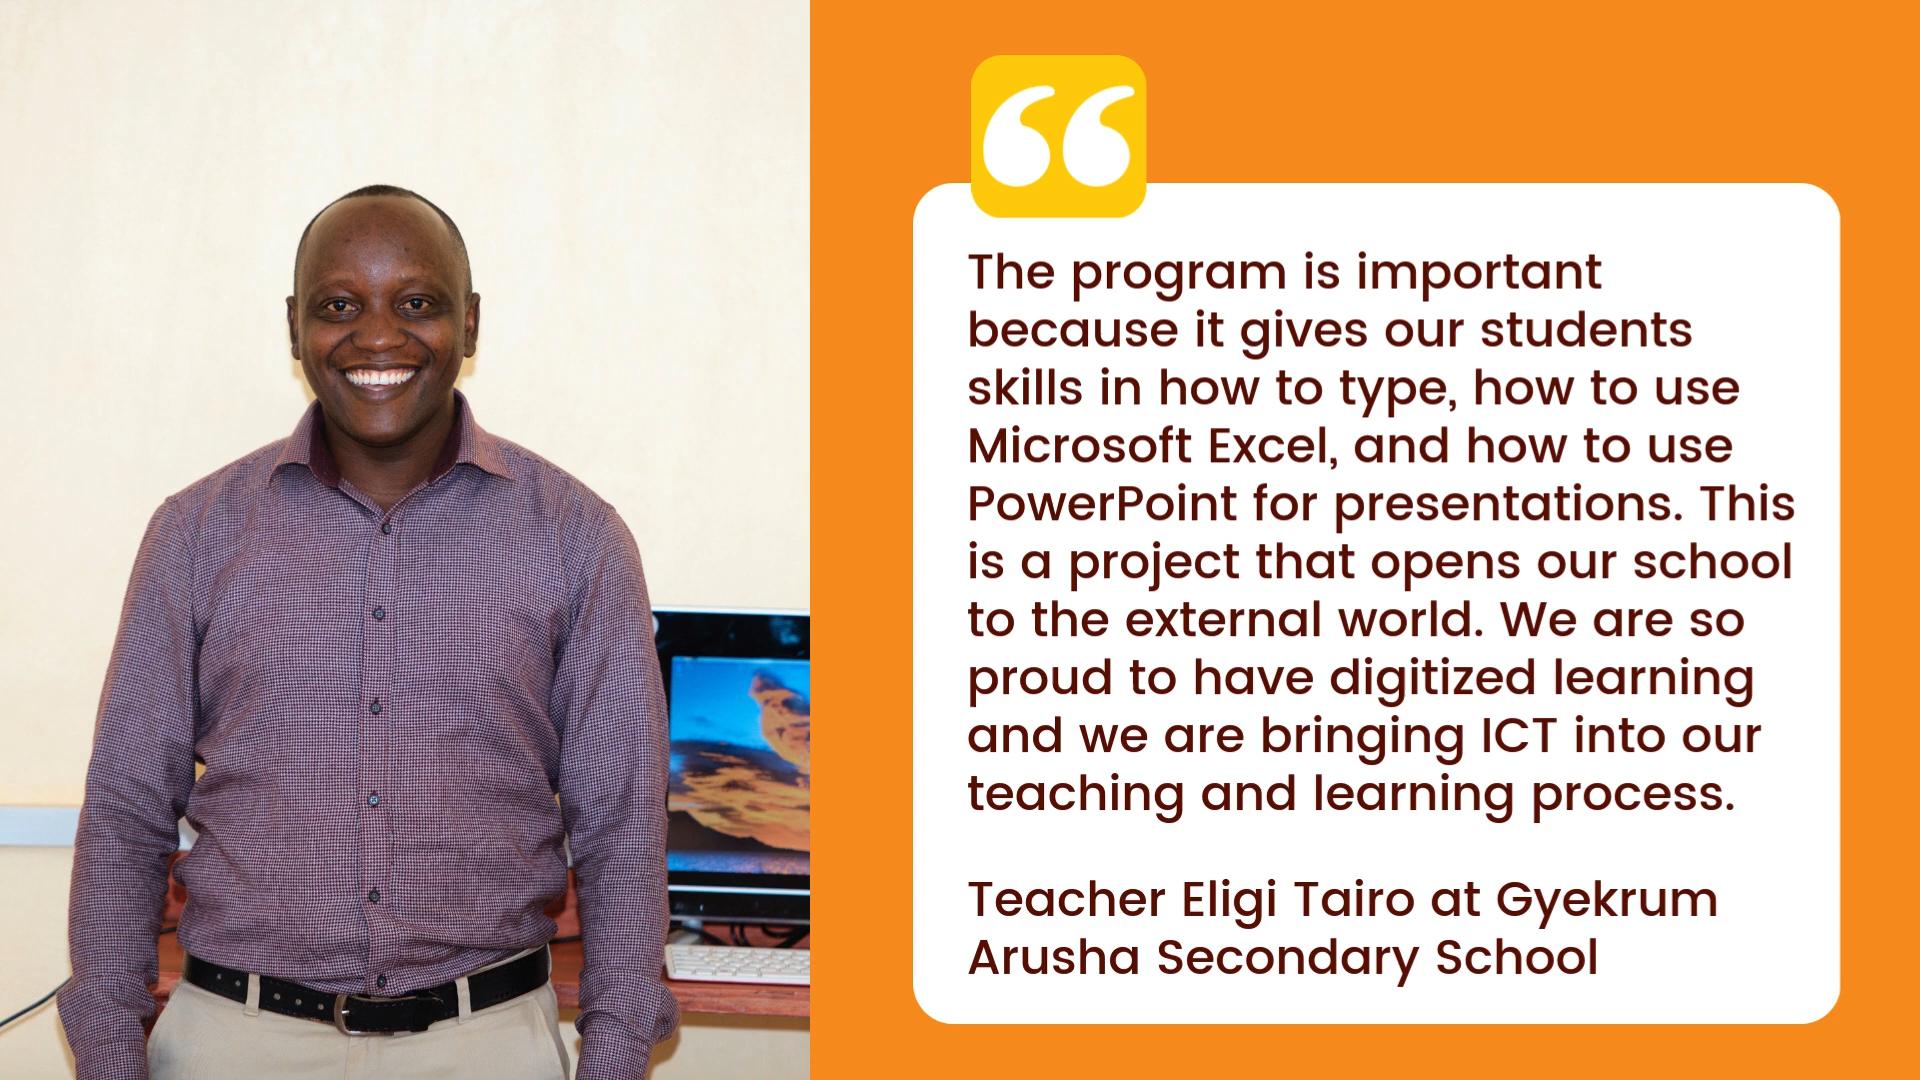 “
The program is important
because it gives our students
skills in how to type, how to use
Microsoft Excel, and how to use
PowerPoint for presentations. This
is a project that opens our school
to the external world. We are so
proud to have digitized learning
and we are bringing ICT into our
teaching and learning process.
Teacher Eligi Tairo at Gyekrum
Arusha Secondary School